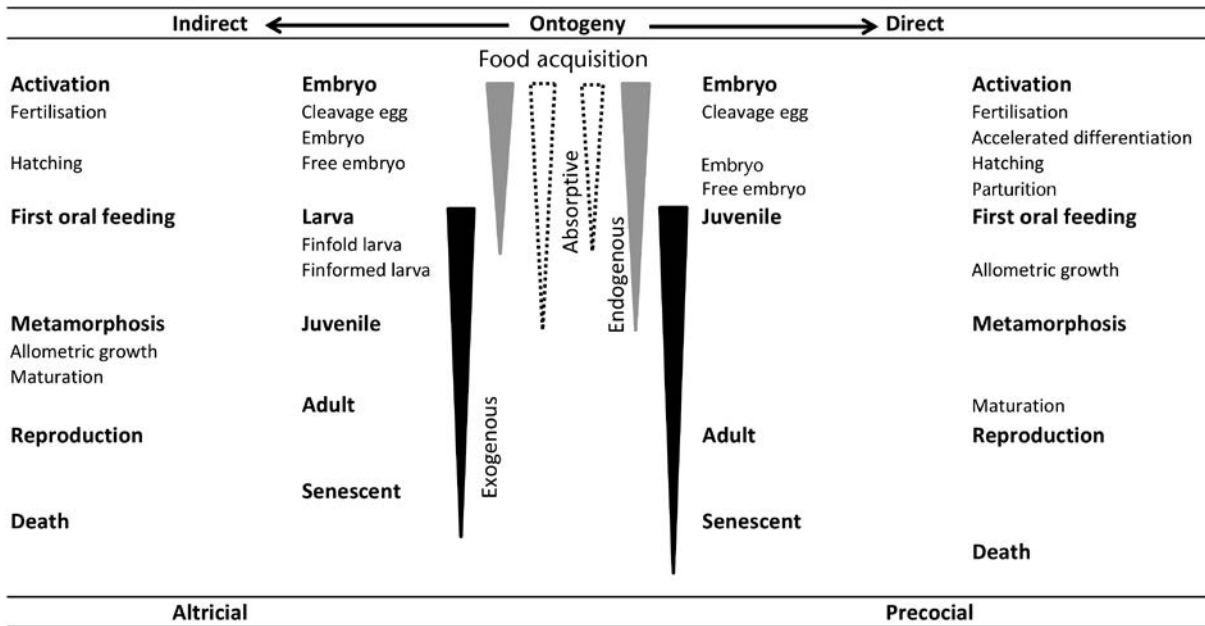 Indirect Ontogeny Direct
Food acquisition
Activation Embryo Embryo Activation
Fertilisation Cleavage egg Cleavage egg Fertilisation
Embryo Accelerated differentiation
Hatching Free embryo Embryo Hatching
Free embryo Parturition
Absorptive
First oral feeding Larva Juvenile First oral feeding
Finfold larva
Finformed larva Allometric growth
Endogenous
Metamorphosis Juvenile Metamorphosis
Allometric growth
Maturation
Adult Maturation
Reproduction Adult Reproduction
Exogenous
Senescent
Death Senescent
Death
Altricial Precocial